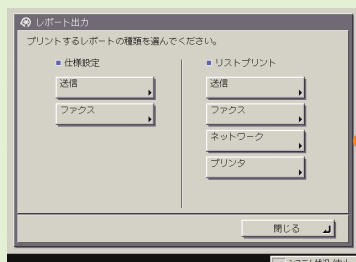 レポート出力
プリントするレポートの種類を選んでください。
■ 仕様設定
送信
ファクス
■ リストプリント
送信
ファクス
ネットワーク
プリンタ
閉じる